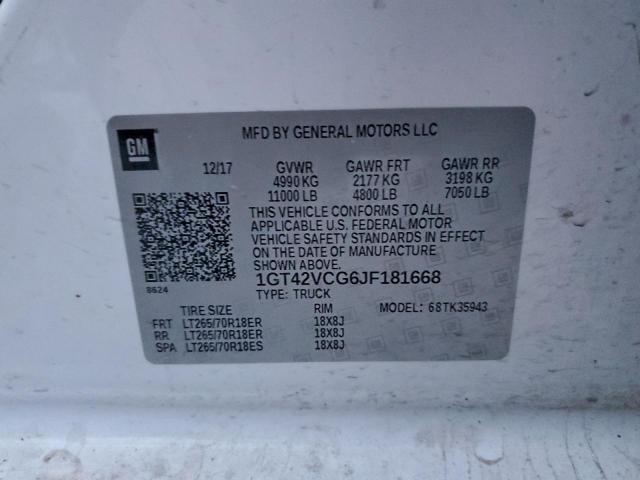 GM
MFD BY GENERAL MOTORS LLC
12/17 GVWR GAWR FRT GAWR RR
4990 KG 2177 KG 3198 KG
11000 LB 4800 LB 7050 LB
THIS VEHICLE CONFORMS TO ALL
APPLICABLE U.S. FEDERAL MOTOR
VEHICLE SAFETY STANDARDS IN EFFECT
ON THE DATE OF MANUFACTURE
SHOWN ABOVE.
8624
1GT42VCG6JF181668
TYPE: TRUCK MODEL: 68TK35943
TIRE SIZE RIM
FRT LT265/70R18ER 18X8J
RR LT265/70R18ER 18X8J
SPA LT265/70R18ES 18X8J